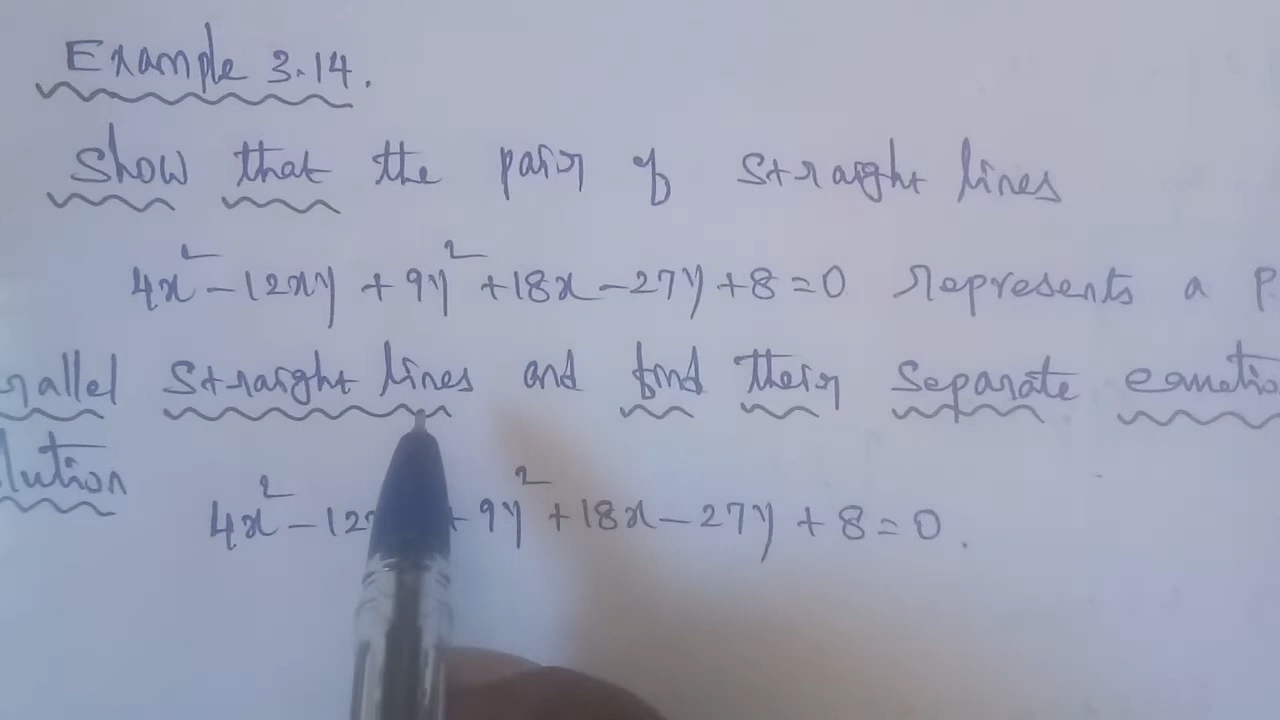 Example 3.14.
Show that the pair of straight lines
4x² - 12xy + 9y² + 18x - 27y + 8 = 0 represents a P
rallel straight lines and find their separate equatio
lution
4x² - 12 + 9y² + 18x - 27y + 8 = 0.